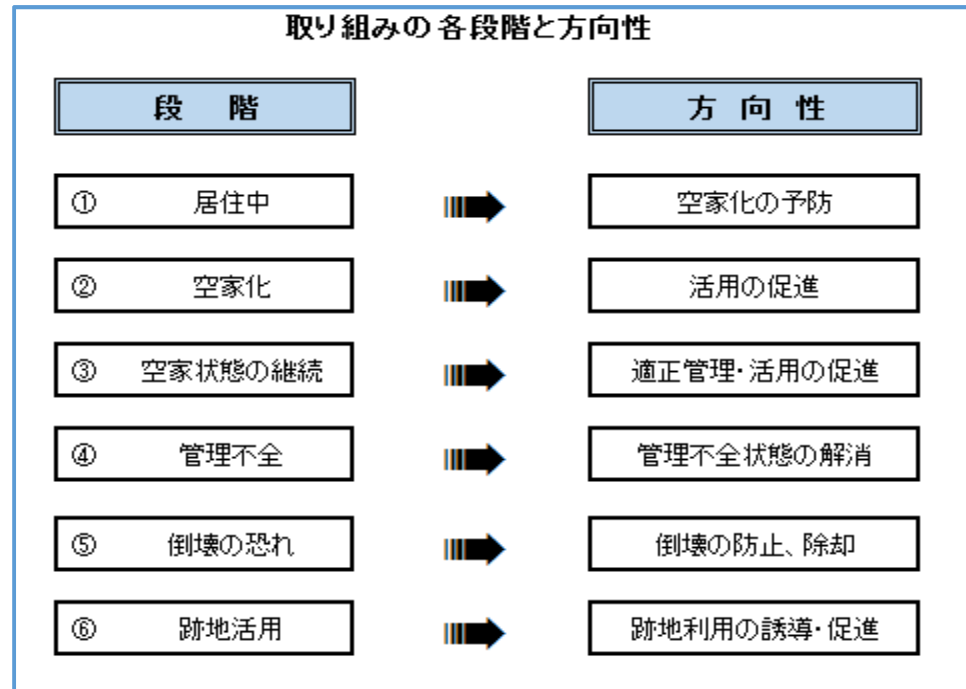 取り組みの各段階と方向性
段 階 方 向 性
① 居住中 空家化の予防
② 空家化 活用の促進
③ 空家状態の継続 適正管理・活用の促進
④ 管理不全 管理不全状態の解消
⑤ 倒壊の恐れ 倒壊の防止、除却
⑥ 跡地活用 跡地利用の誘導・促進